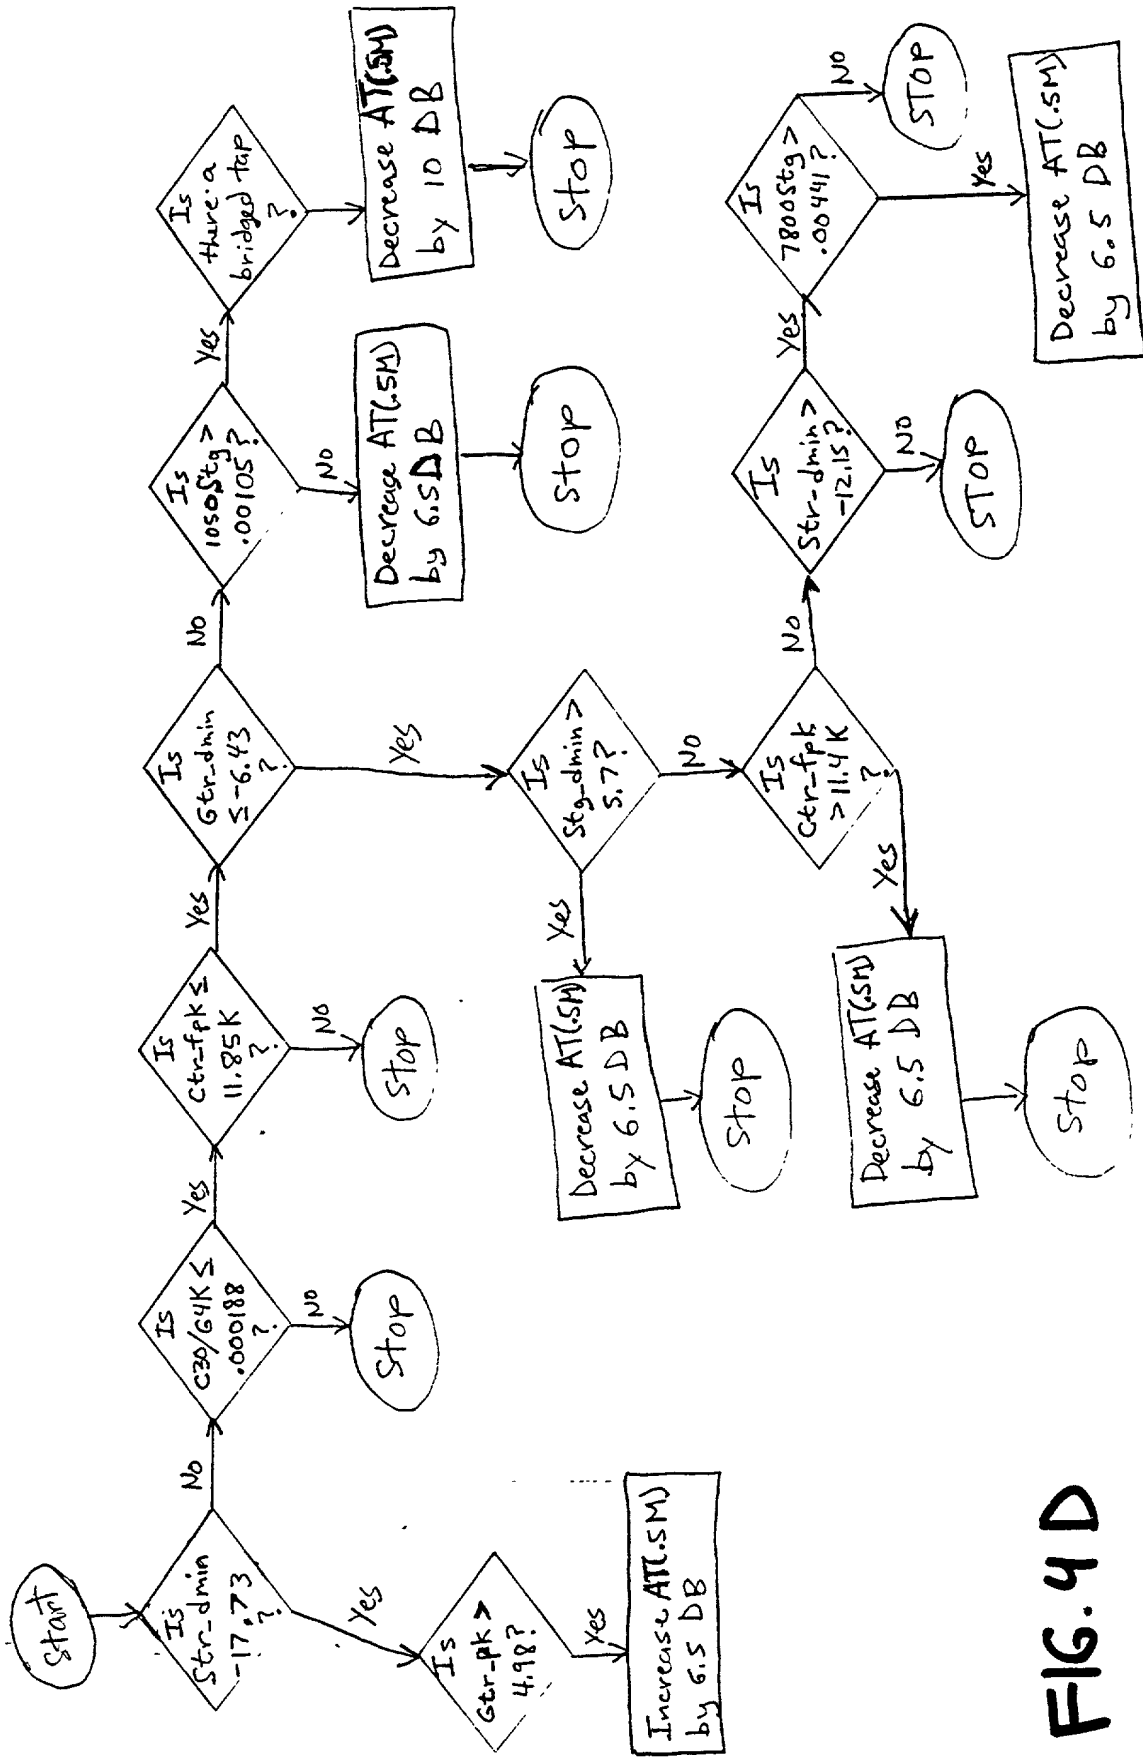 Start
Is
Str_dmin
-17.73
?
No
Yes
Is
Gtr_pk >
4.98?
Yes
Increase AT(.5M)
by 6.5 DB
Is
C30/64K ≤
.000188
?
No
Stop
Yes
Is
Ctr_fpk ≤
11.85K
?
No
Stop
Yes
Is
Gtr_dmin
≤ -6.43
?
No
Yes
Is
1050Stg >
.00105?
No
Decrease AT(.5M)
by 6.5 DB
Stop
Yes
Is
there a
bridged tap
?
Decrease AT(.5M)
by 10 DB
Stop
Is
Stg_dmin >
5.7?
Yes
Decrease AT(.5M)
by 6.5 DB
Stop
No
Is
Ctr_fpk
> 11.4K
?
Yes
Decrease AT(.5M)
by 6.5 DB
Stop
No
Is
Str-dmin >
-12.15?
No
STOP
Yes
Is
7800Stg >
.00441?
No
STOP
Yes
Decrease AT(.5M)
by 6.5 DB
FIG. 4D